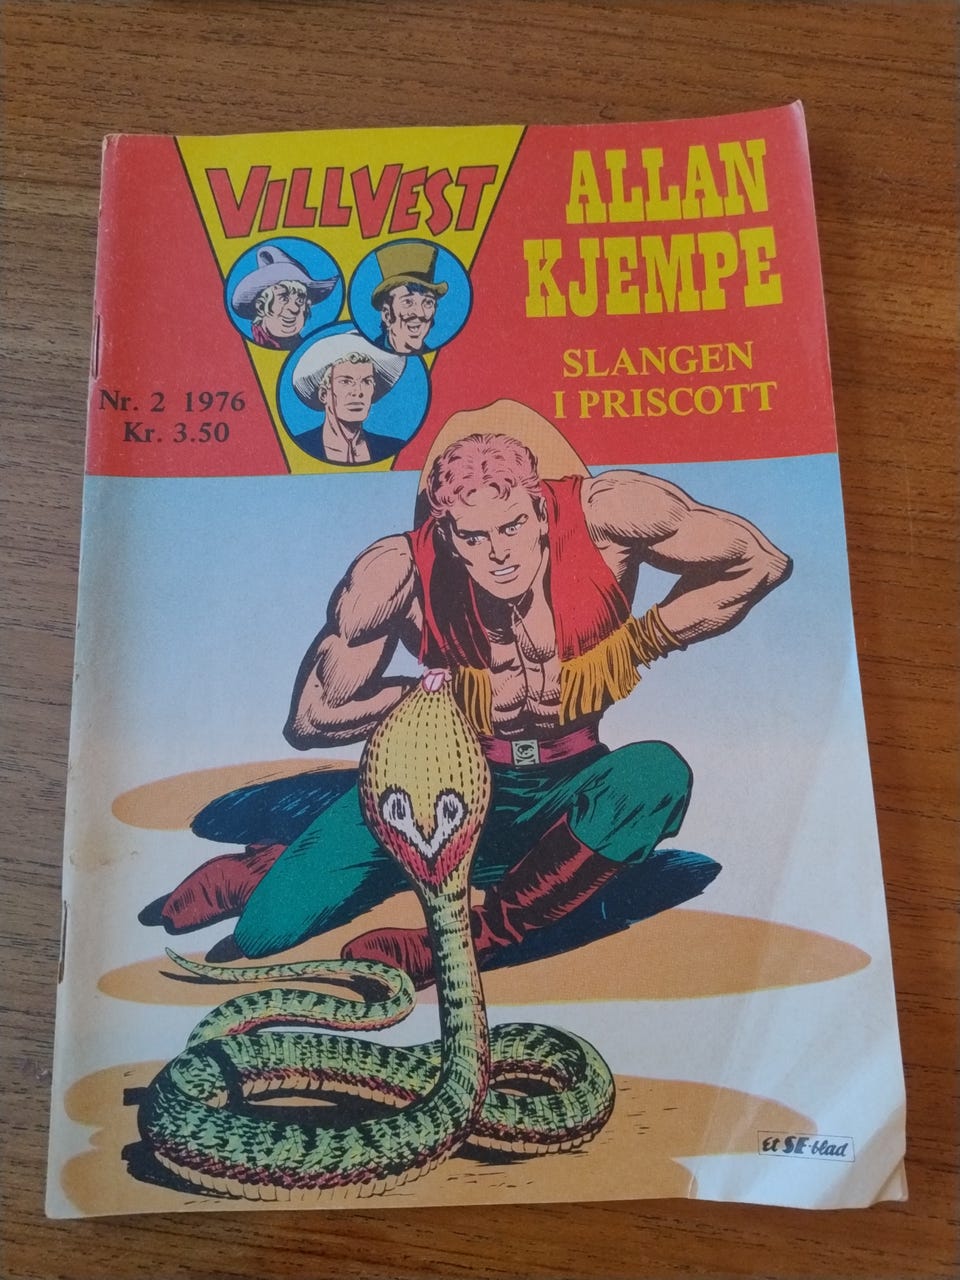 VILLVEST
ALLAN
KJEMPE
SLANGEN
I PRISCOTT
Nr. 2 1976
Kr. 3.50
Et SE-blad